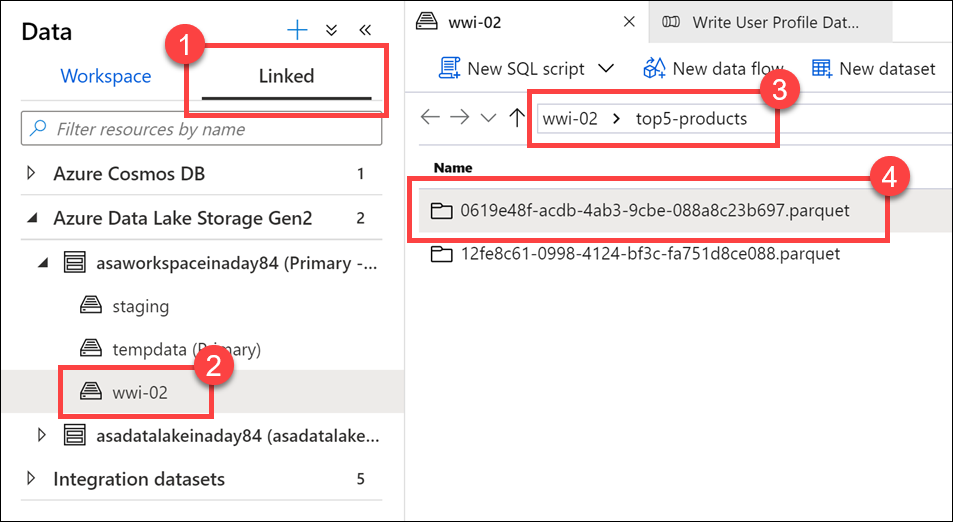 Data
1
Workspace
Linked
Filter resources by name
Azure Cosmos DB 1
Azure Data Lake Storage Gen2 2
asaworkspaceinaday84 (Primary -...
staging
tempdata (Primary)
2
wwi-02
asadatalakeinaday84 (asadatalake...
Integration datasets 5
wwi-02
Write User Profile Dat...
New SQL script
New data flow
New dataset
3
wwi-02 > top5-products
Name
4
0619e48f-acdb-4ab3-9cbe-088a8c23b697.parquet
12fe8c61-0998-4124-bf3c-fa751d8ce088.parquet